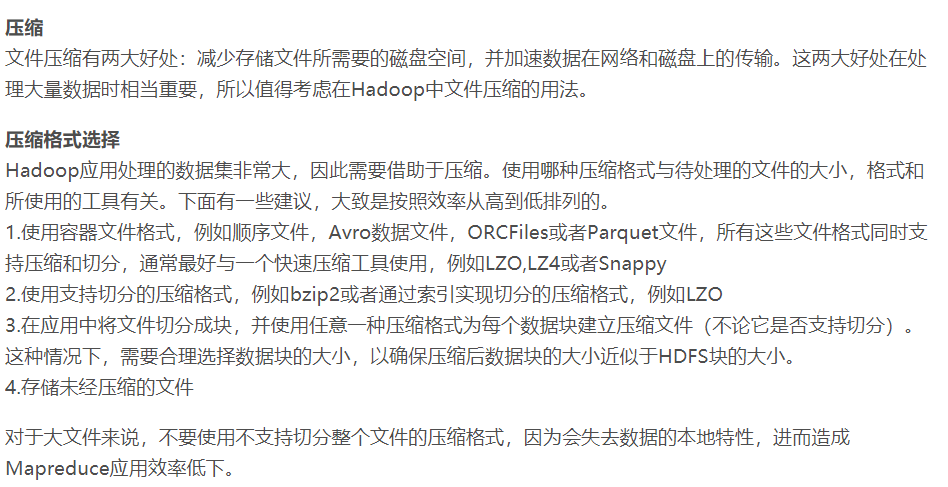 压缩
文件压缩有两大好处：减少存储文件所需要的磁盘空间，并加速数据在网络和磁盘上的传输。这两大好处在处
理大量数据时相当重要，所以值得考虑在Hadoop中文件压缩的用法。
压缩格式选择
Hadoop应用处理的数据集非常大，因此需要借助于压缩。使用哪种压缩格式与待处理的文件的大小，格式和
所使用的工具有关。下面有一些建议，大致是按照效率从高到低排列的。
1.使用容器文件格式，例如顺序文件，Avro数据文件，ORCFiles或者Parquet文件，所有这些文件格式同时支
持压缩和切分，通常最好与一个快速压缩工具使用，例如LZO,LZ4或者Snappy
2.使用支持切分的压缩格式，例如bzip2或者通过索引实现切分的压缩格式，例如LZO
3.在应用中将文件切分成块，并使用任意一种压缩格式为每个数据块建立压缩文件（不论它是否支持切分）。
这种情况下，需要合理选择数据块的大小，以确保压缩后数据块的大小近似于HDFS块的大小。
4.存储未经压缩的文件
对于大文件来说，不要使用不支持切分整个文件的压缩格式，因为会失去数据的本地特性，进而造成
Mapreduce应用效率低下。